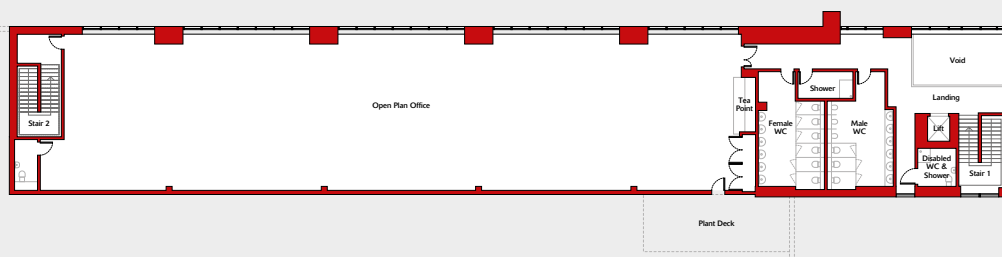 Void
Shower
Landing
Open Plan Office
Tea
Point
Female
WC
Male
WC
Stair 2
Lift
Disabled
WC &
Shower
Stair 1
Plant Deck